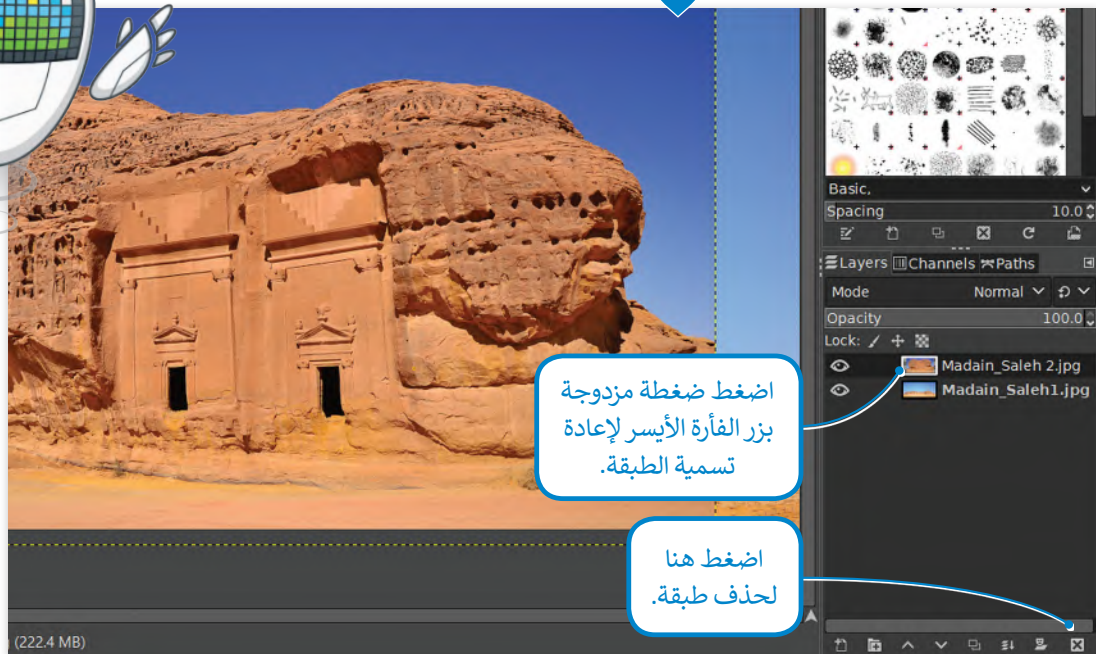 Basic,
Spacing 10.0
Layers Channels Paths
Mode Normal
Opacity 100.0
Lock:
Madain_Saleh 2.jpg
Madain_Saleh1.jpg
اضغط ضغطة مزدوجة
بزر الفأرة الأيسر لإعادة
تسمية الطبقة.
اضغط هنا
لحذف طبقة.
(222.4 MB)